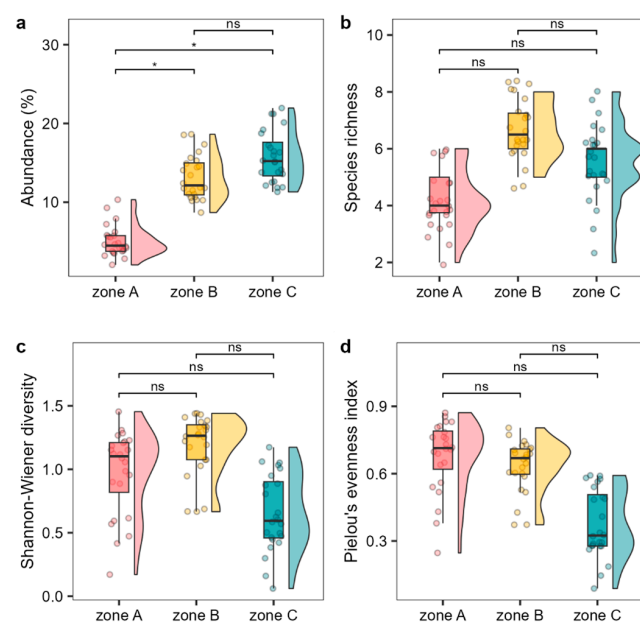 a
Abundance (%)
30
20
10
ns
*
*
zone A
zone B
zone C
b
Species richness
10
8
6
4
2
ns
ns
ns
zone A
zone B
zone C
c
Shannon-Wiener diversity
1.5
1.0
0.5
0.0
ns
ns
ns
zone A
zone B
zone C
d
Pielou's evenness index
0.9
0.6
0.3
ns
ns
ns
zone A
zone B
zone C